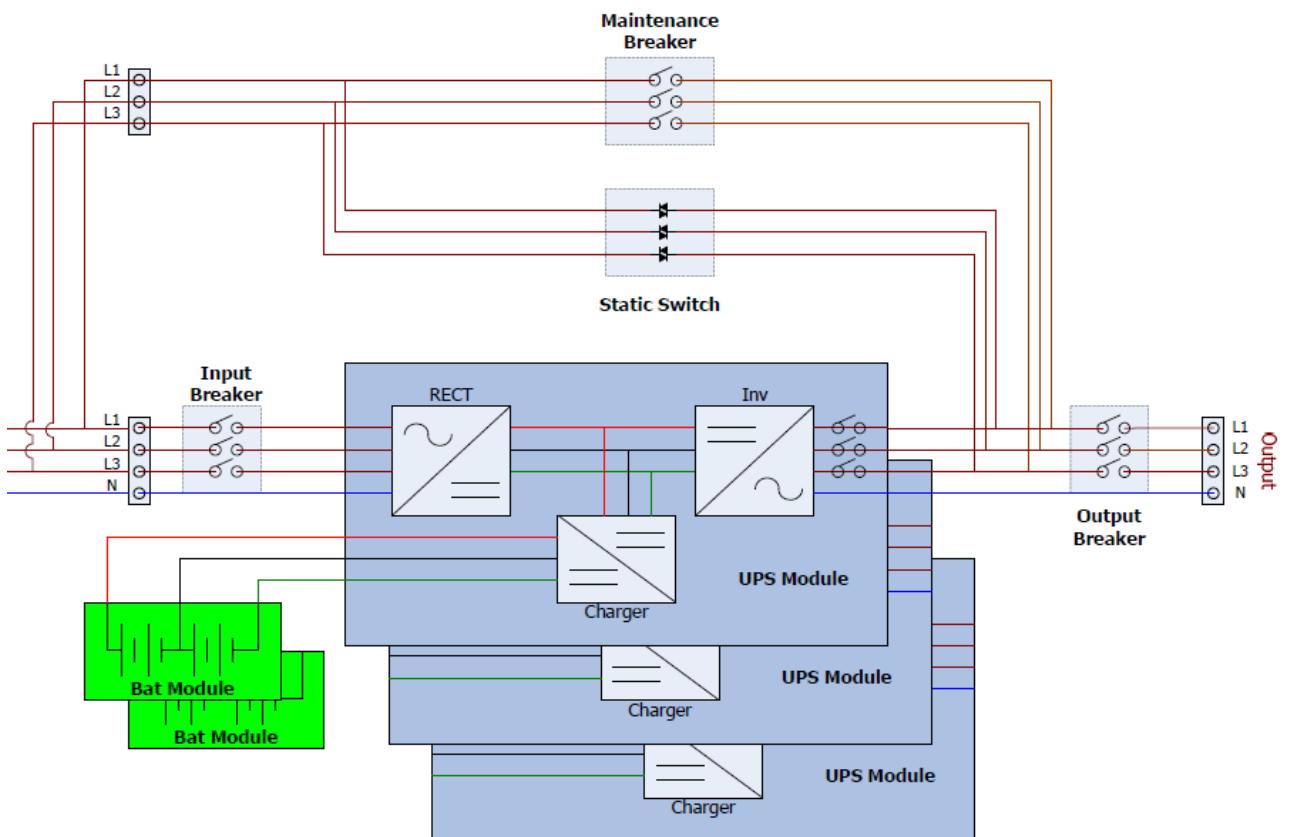 Maintenance
Breaker
L1
L2
L3
Static Switch
Input
Breaker
L1
L2
L3
N
RECT
Inv
L1
L2
L3
N
Output
Output
Breaker
Charger
UPS Module
Bat Module
Bat Module
Charger
UPS Module
Charger
UPS Module